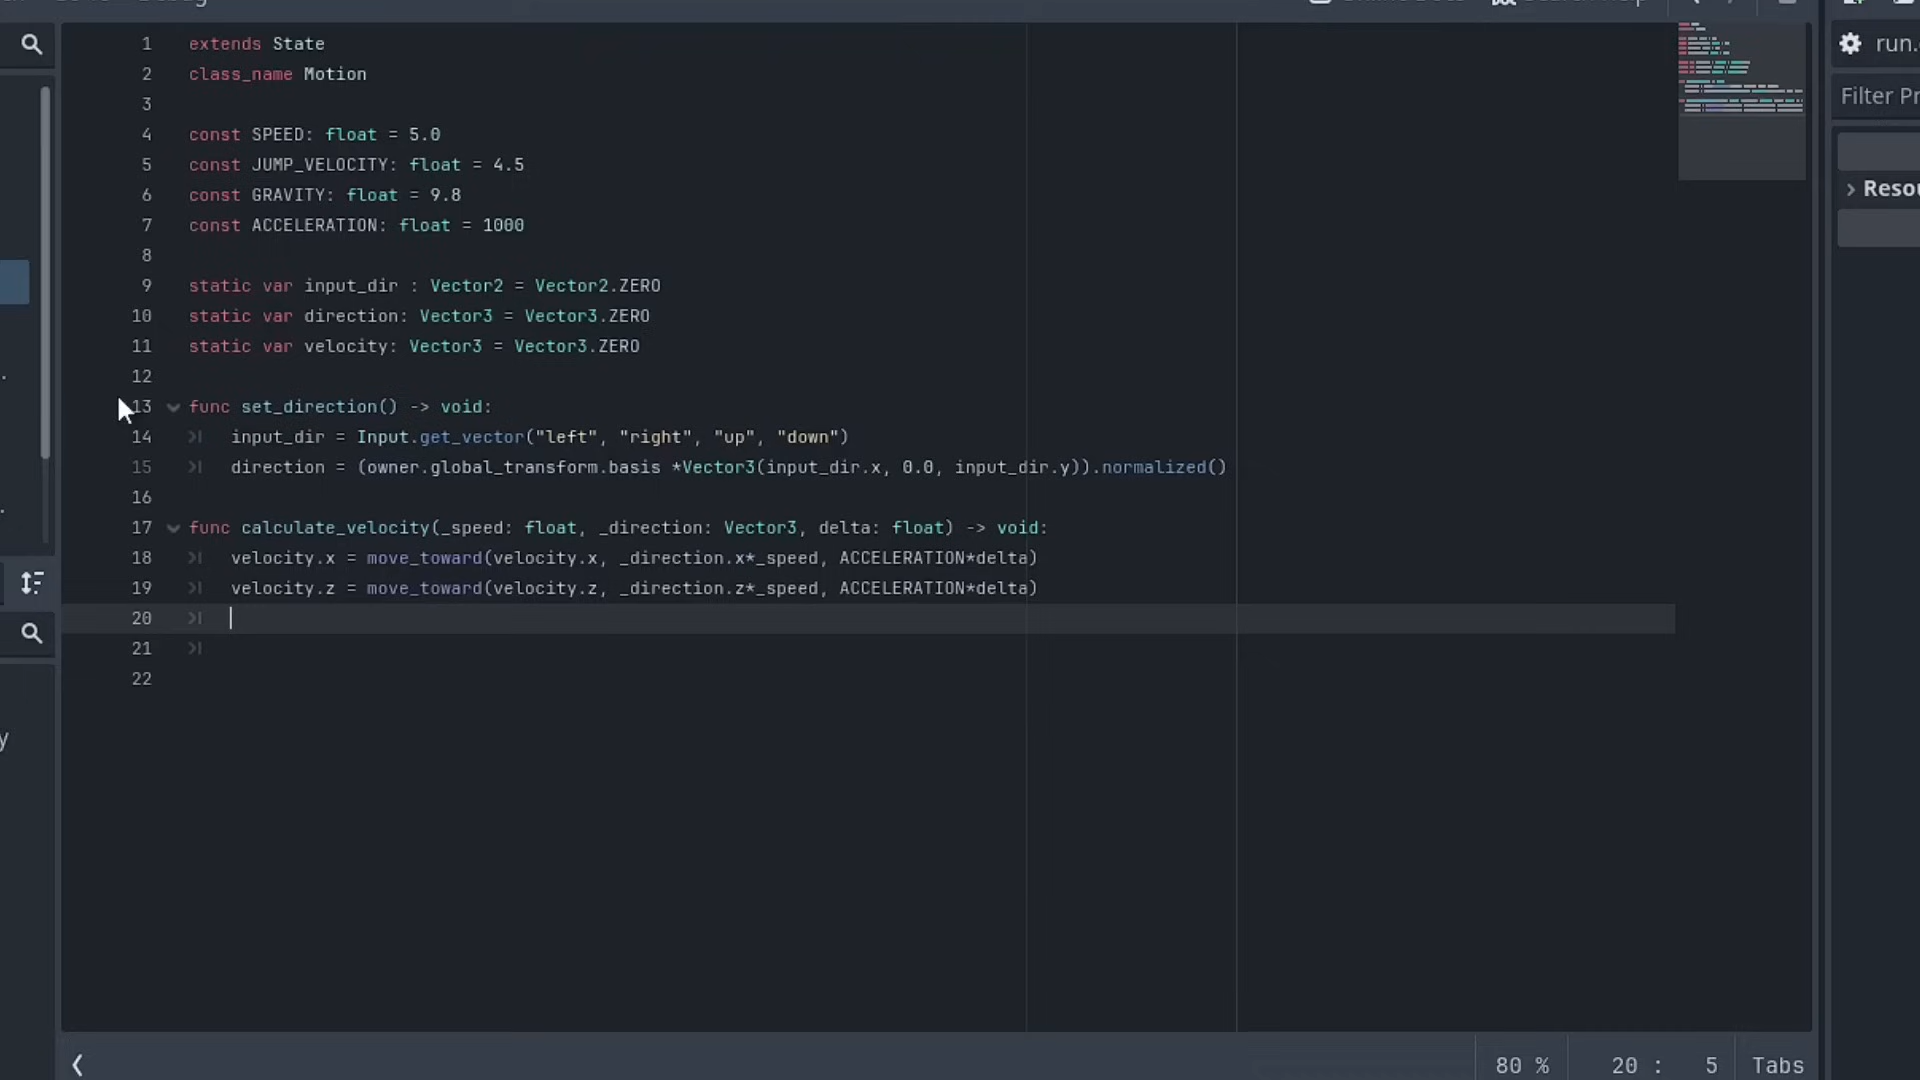 run.
Filter Pr
Reso
1 extends State
2 class_name Motion
3
4 const SPEED: float = 5.0
5 const JUMP_VELOCITY: float = 4.5
6 const GRAVITY: float = 9.8
7 const ACCELERATION: float = 1000
8
9 static var input_dir : Vector2 = Vector2.ZERO
10 static var direction: Vector3 = Vector3.ZERO
11 static var velocity: Vector3 = Vector3.ZERO
12
13 func set_direction() -> void:
14 input_dir = Input.get_vector("left", "right", "up", "down")
15 direction = (owner.global_transform.basis *Vector3(input_dir.x, 0.0, input_dir.y)).normalized()
16
17 func calculate_velocity(_speed: float, _direction: Vector3, delta: float) -> void:
18 velocity.x = move_toward(velocity.x, _direction.x*_speed, ACCELERATION*delta)
19 velocity.z = move_toward(velocity.z, _direction.z*_speed, ACCELERATION*delta)
20
21
22
y
80 % 20 : 5 Tabs